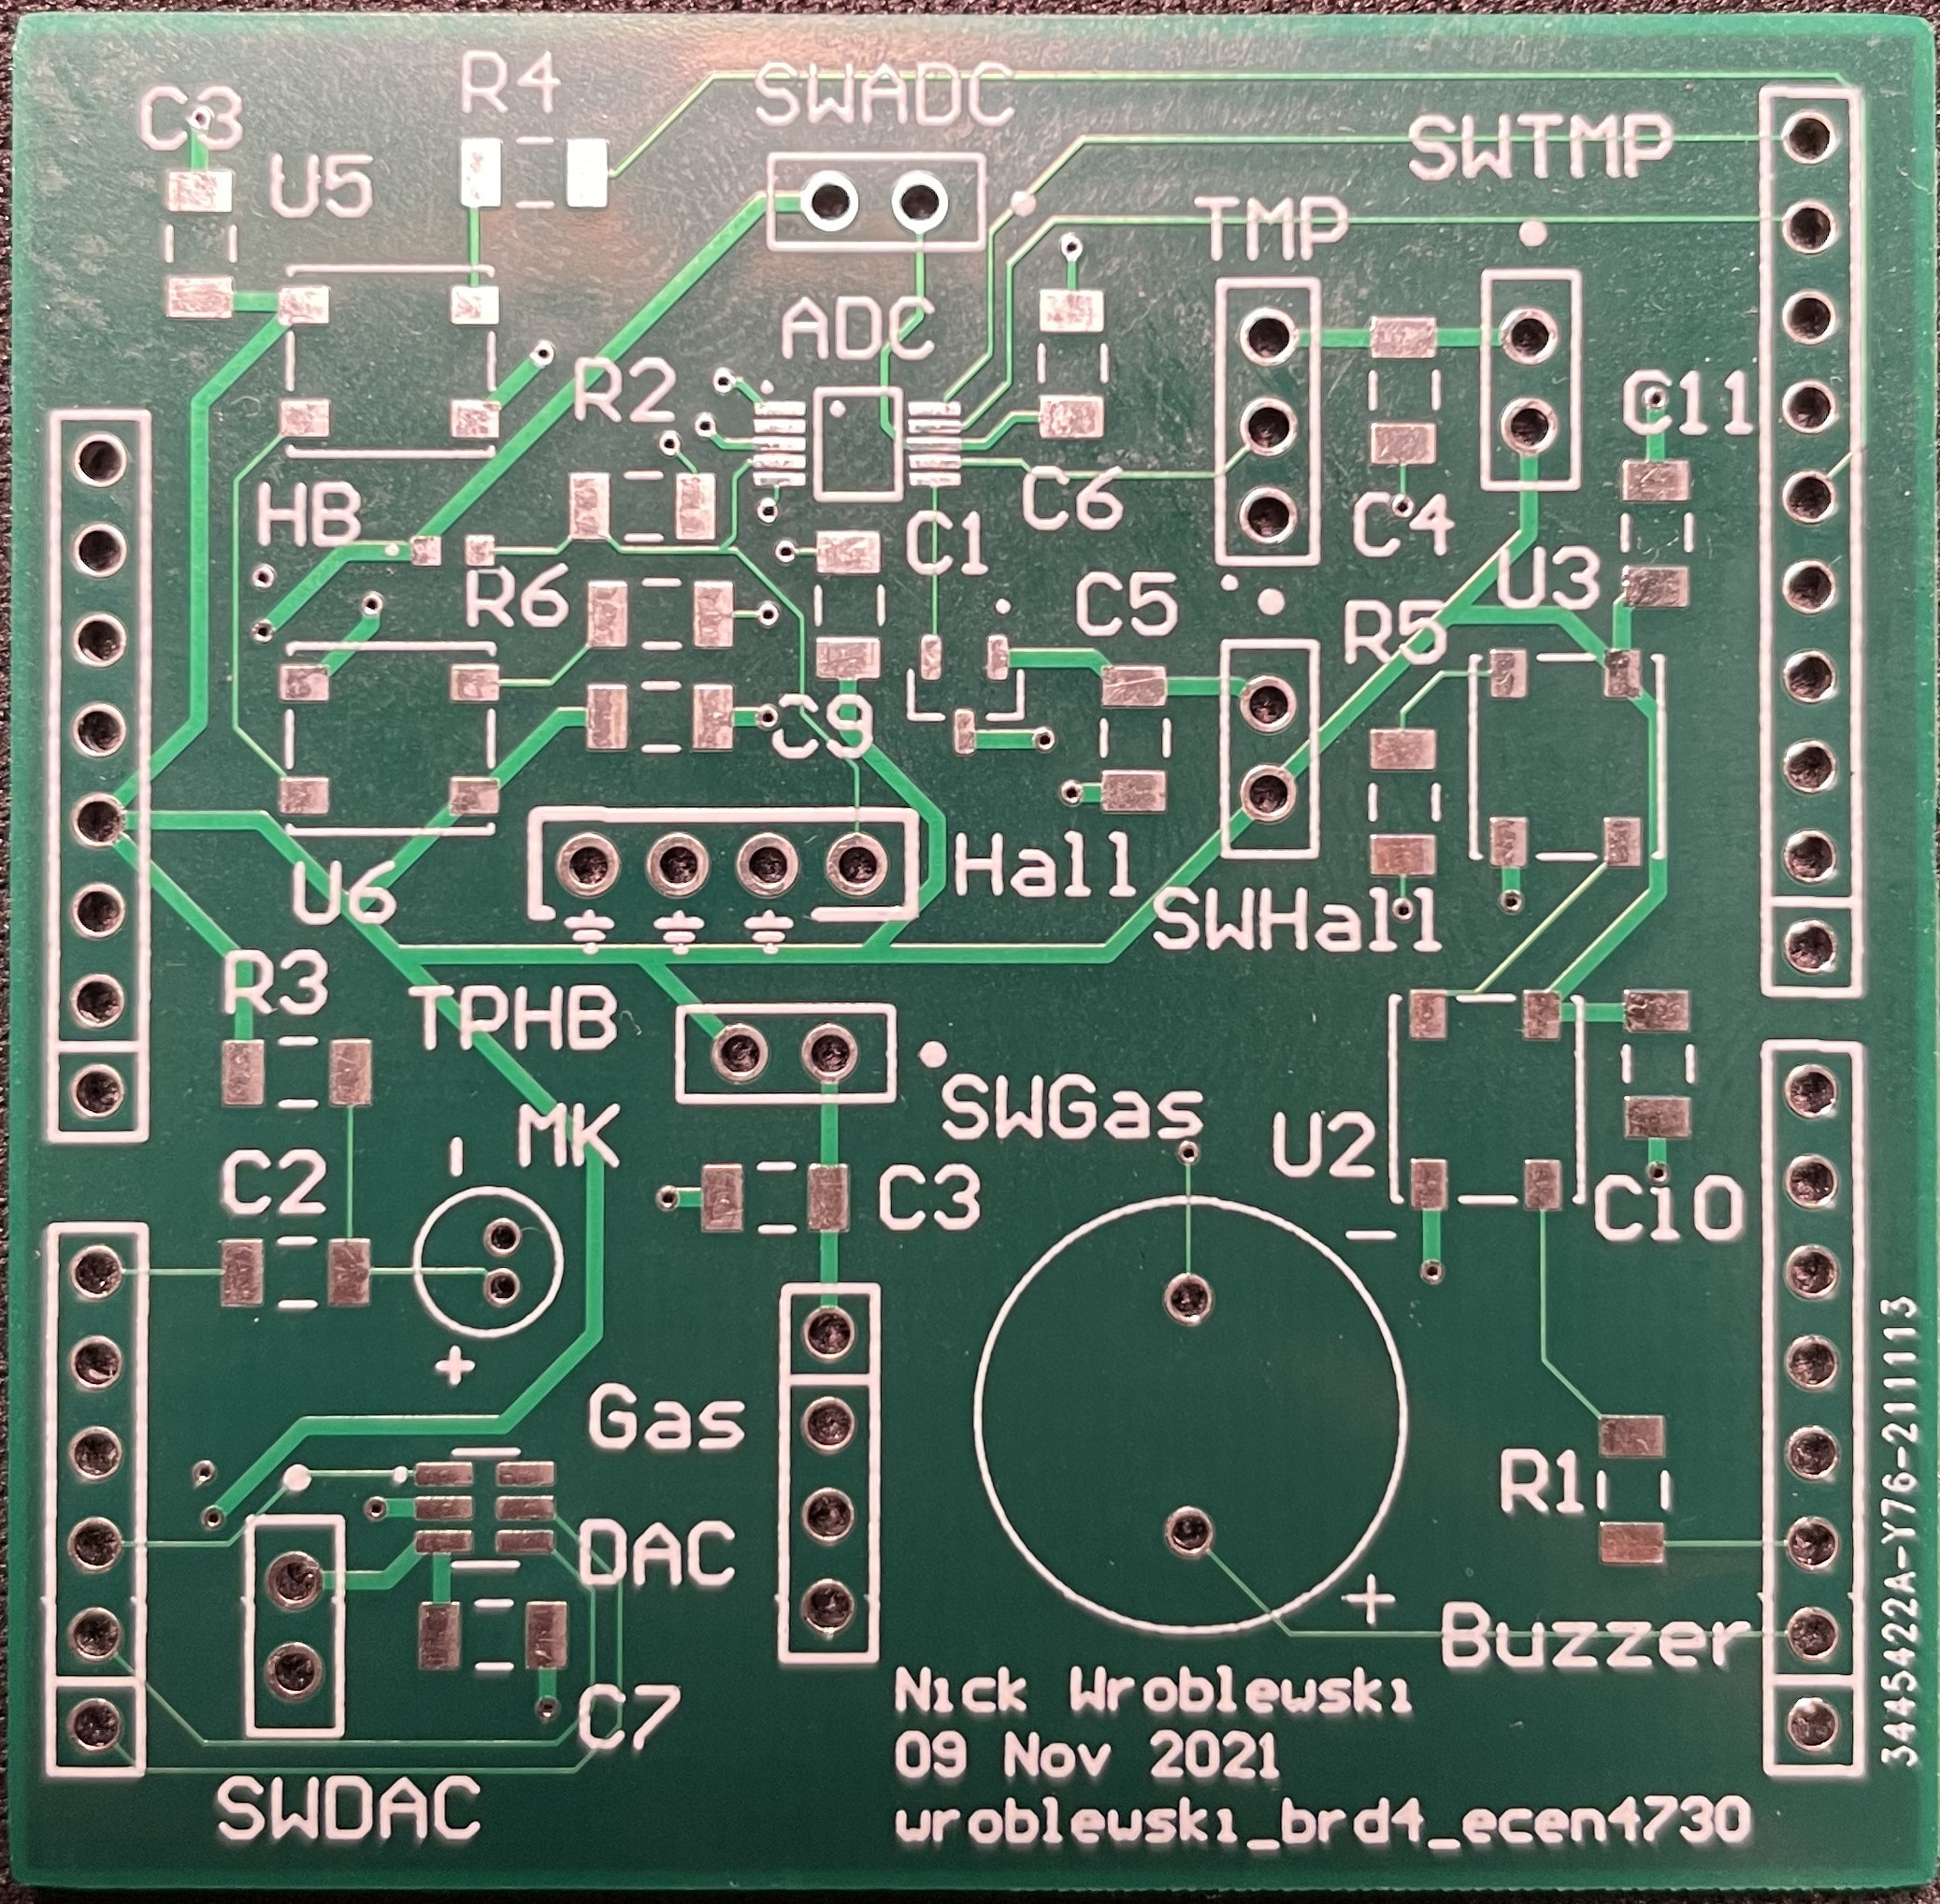 C3
R4
SWADC
SWTMP
U5
TMP
ADC
R2
C11
HB
C6
C4
C1
R6
C5
U3
R5
C9
Hall
U6
SWHall
R3
TPHB
SWGas
MK
U2
C2
C3
C10
-
+
Gas
R1
DAC
+
Buzzer
C7
Nick Wroblewski
09 Nov 2021
SWDAC
wroblewski_brd4_ecen4730
3445422A-Y76-211113